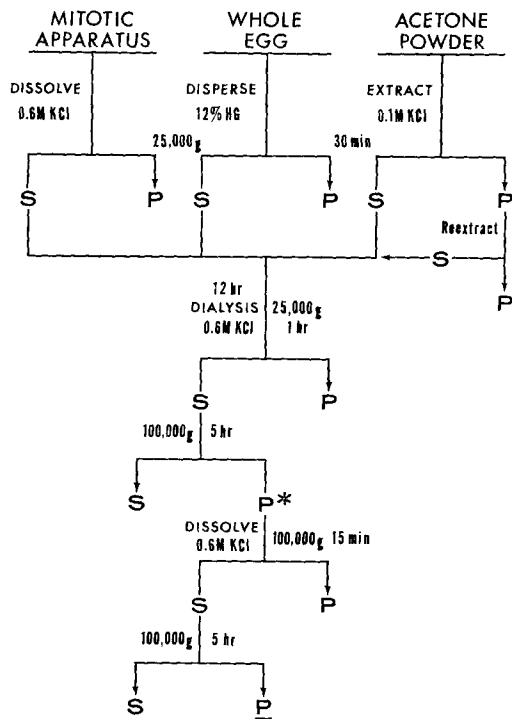 MITOTIC APPARATUS
WHOLE EGG
ACETONE POWDER
DISSOLVE
0.6M KCl
DISPERSE
12% HG
EXTRACT
0.1M KCl
25,000g
30 min
S
P
S
P
S
P
Reextract
S
P
12 hr
DIALYSIS
0.6M KCl
25,000g
1 hr
S
P
100,000g
5 hr
S
P*
DISSOLVE
0.6M KCl
100,000g
15 min
S
P
100,000g
5 hr
S
P